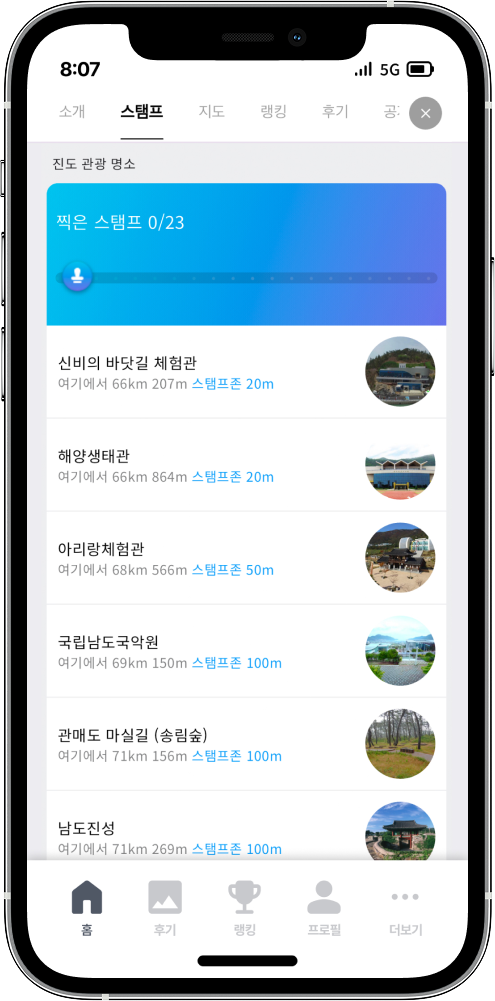 8:07 5G
소개 스탬프 지도 랭킹 후기
진도 관광 명소
찍은 스탬프 0/23
신비의 바닷길 체험관
여기에서 66km 207m 스탬프존 20m
해양생태관
여기에서 66km 864m 스탬프존 20m
아리랑체험관
여기에서 68km 566m 스탬프존 50m
국립남도국악원
여기에서 69km 150m 스탬프존 100m
관매도 마실길 (송림숲)
여기에서 71km 156m 스탬프존 100m
남도진성
여기에서 71km 269m 스탬프존 100m
홈 후기 랭킹 프로필 더보기